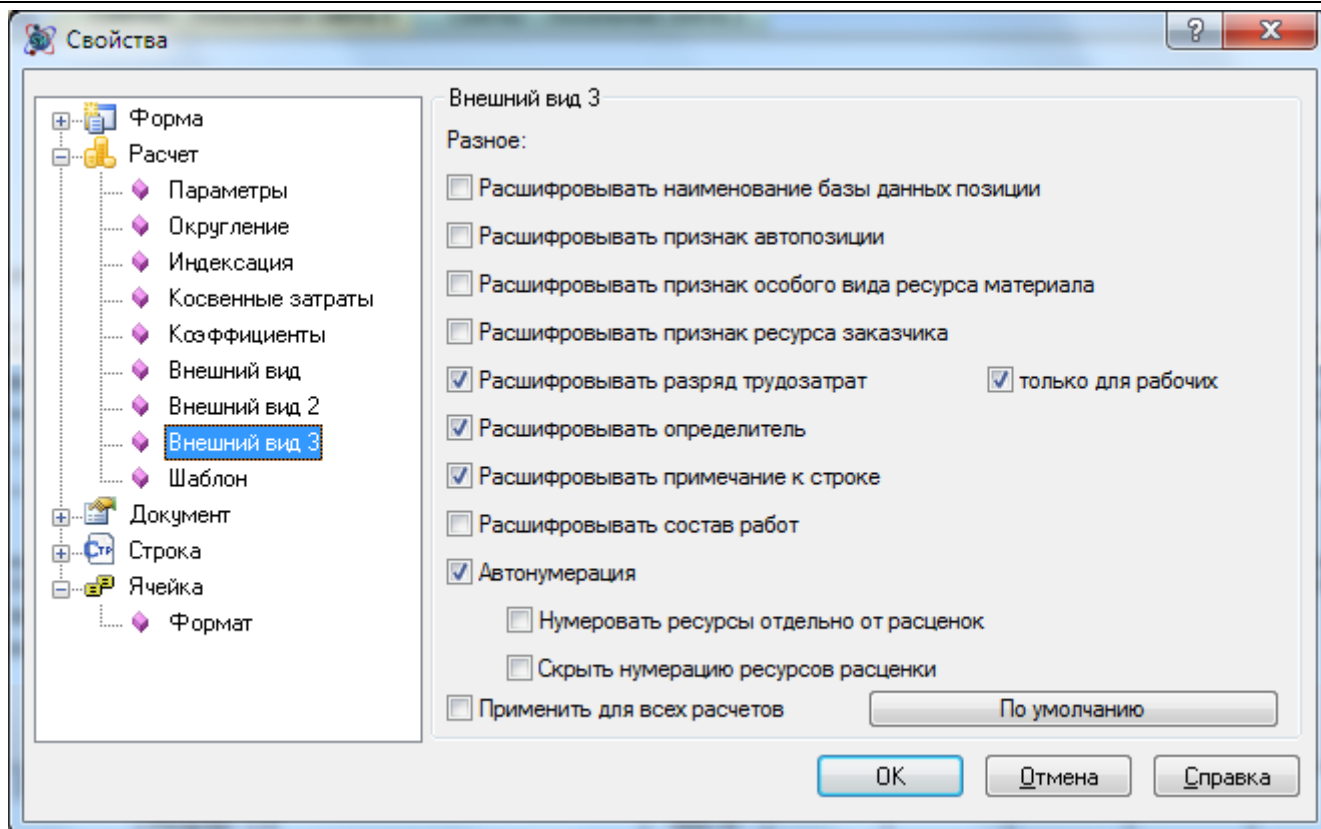 Свойства
Форма
Расчет
Параметры
Округление
Индексация
Косвенные затраты
Коэффициенты
Внешний вид
Внешний вид 2
Внешний вид 3
Шаблон
Документ
Стр Строка
Ячейка
Формат
Внешний вид 3
Разное:
Расшифровывать наименование базы данных позиции
Расшифровывать признак автопозиции
Расшифровывать признак особого вида ресурса материала
Расшифровывать признак ресурса заказчика
Расшифровывать разряд трудозатрат только для рабочих
Расшифровывать определитель
Расшифровывать примечание к строке
Расшифровывать состав работ
Автонумерация
Нумеровать ресурсы отдельно от расценок
Скрыть нумерацию ресурсов расценки
Применить для всех расчетов По умолчанию
OK Отмена Справка